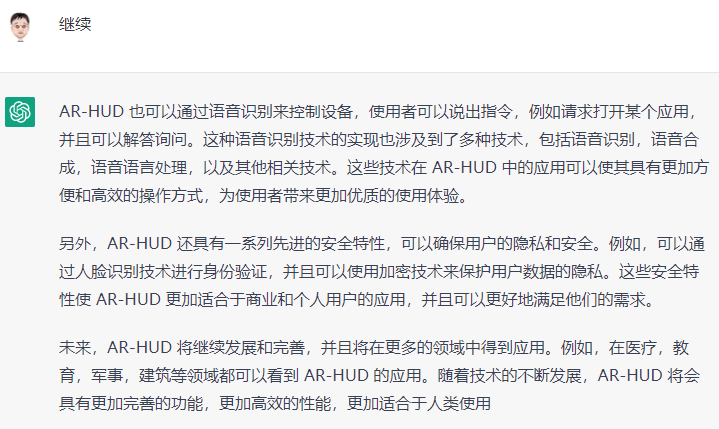 继续
AR-HUD 也可以通过语音识别来控制设备，使用者可以说出指令，例如请求打开某个应用，
并且可以解答询问。这种语音识别技术的实现也涉及到了多种技术，包括语音识别，语音合
成，语音语言处理，以及其他相关技术。这些技术在 AR-HUD 中的应用可以使其具有更加方
便和高效的操作方式，为使用者带来更加优质的使用体验。
另外，AR-HUD 还具有一系列先进的安全特性，可以确保用户的隐私和安全。例如，可以通
过人脸识别技术进行身份验证，并且可以使用加密技术来保护用户数据的隐私。这些安全特
性使 AR-HUD 更加适合于商业和个人用户的应用，并且可以更好地满足他们的需求。
未来，AR-HUD 将继续发展和完善，并且将在更多的领域中得到应用。例如，在医疗，教
育，军事，建筑等领域都可以看到 AR-HUD 的应用。随着技术的不断发展，AR-HUD 将会
具有更加完善的功能，更加高效的性能，更加适合于人类使用